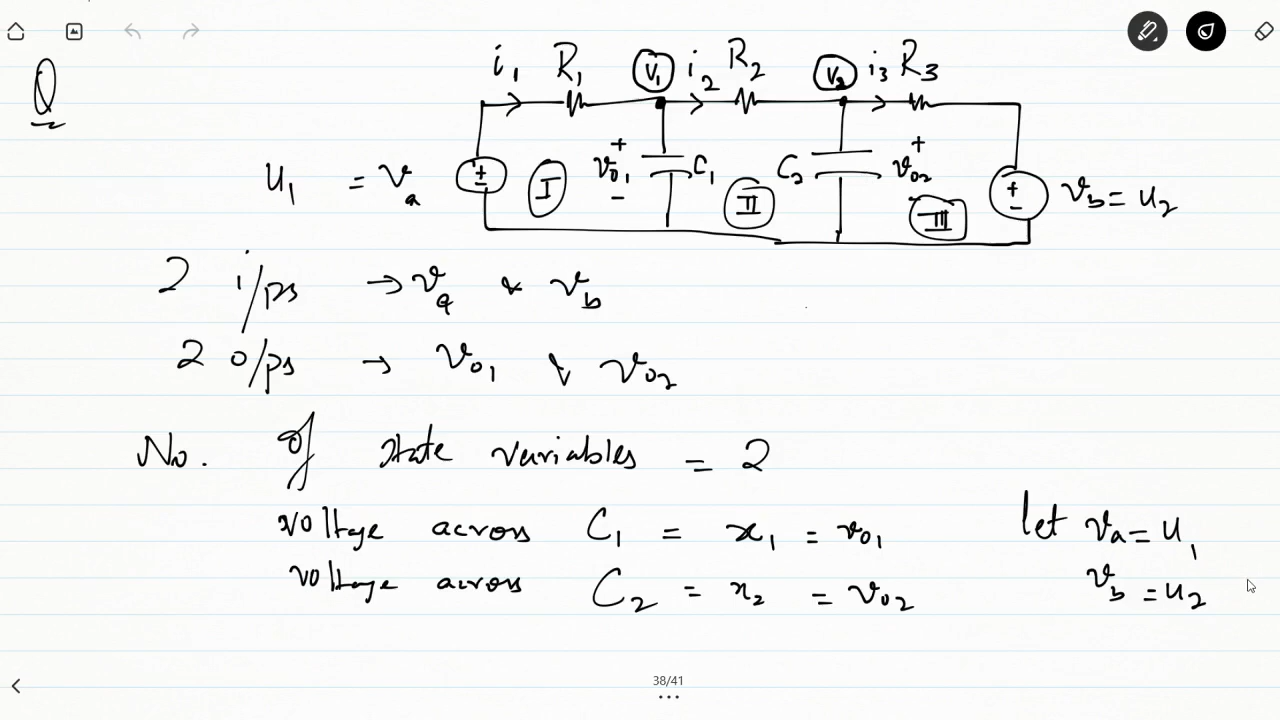 Q
i1 R1 V1 i2 R2 V2 i3 R3
u1 = va + - I + vo1 - C1 II C2 + vo2 - III + - vb = u2
2 i/ps → va & vb
2 o/ps → vo1 & vo2
No. of state variables = 2
voltage across C1 = x1 = vo1 let va = u1
voltage across C2 = x2 = vo2 vb = u2
38/41